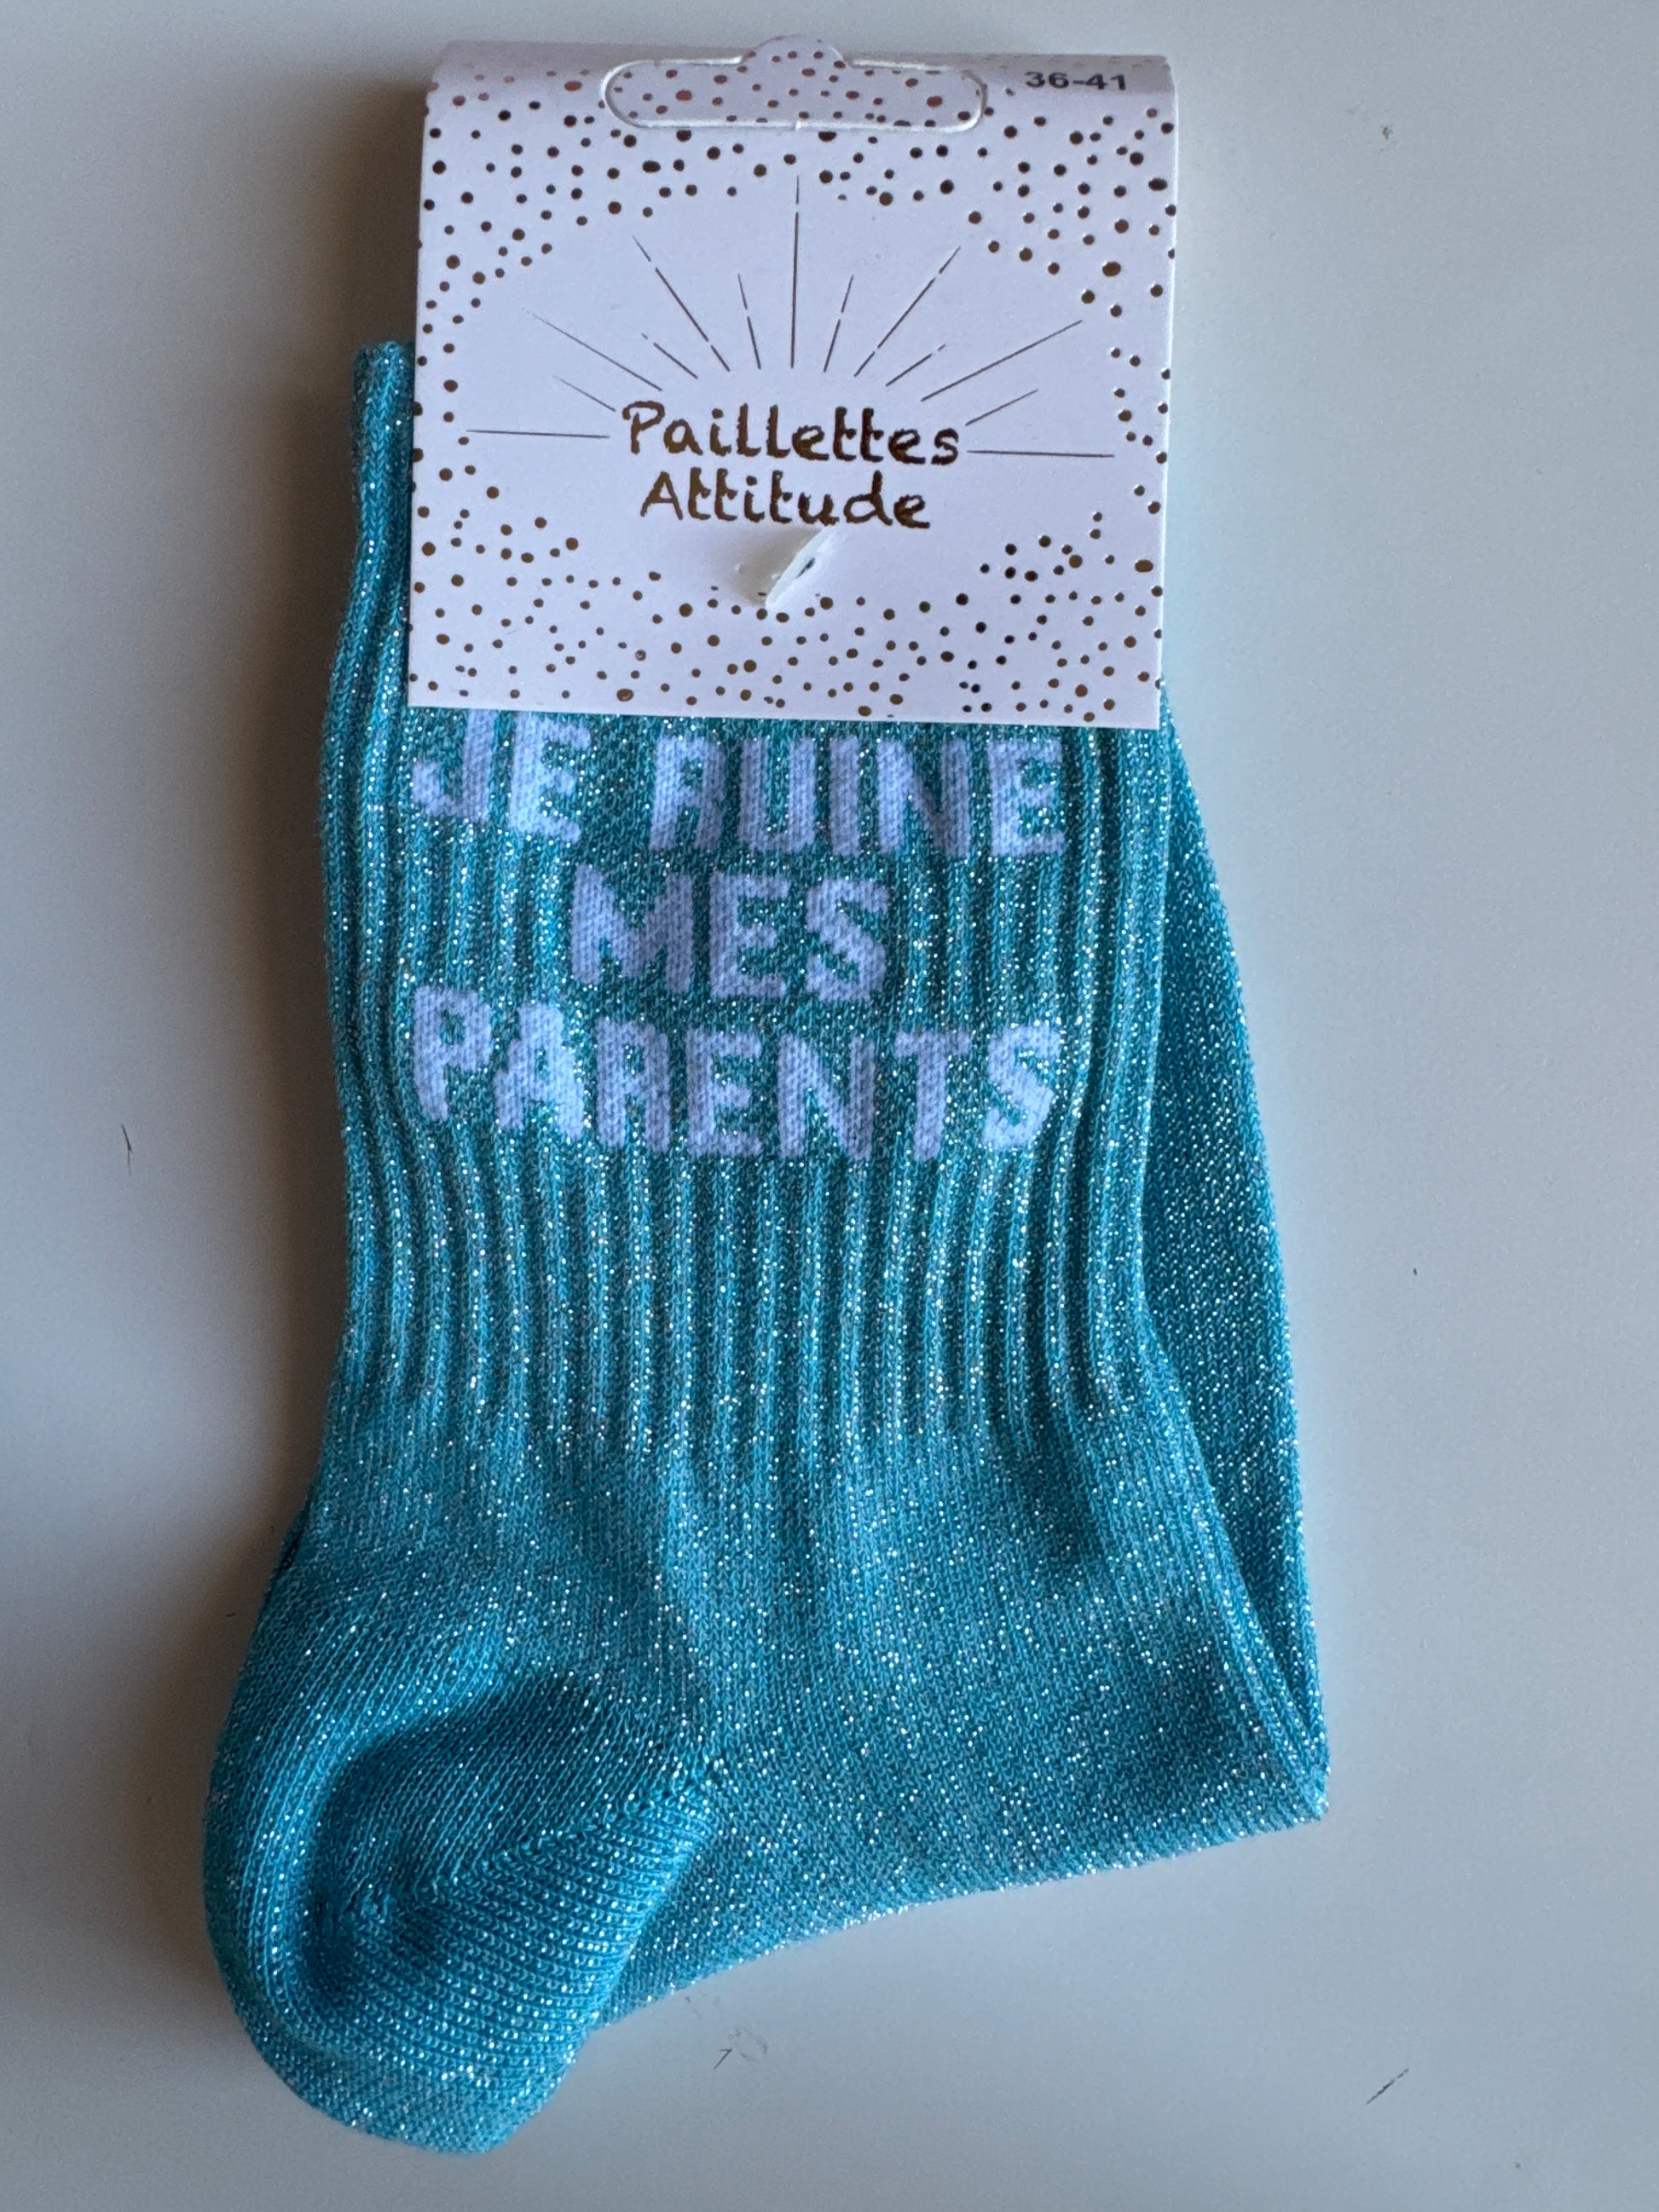 36-41
Paillettes
Attitude
JE RUINE
MES
PARENTS